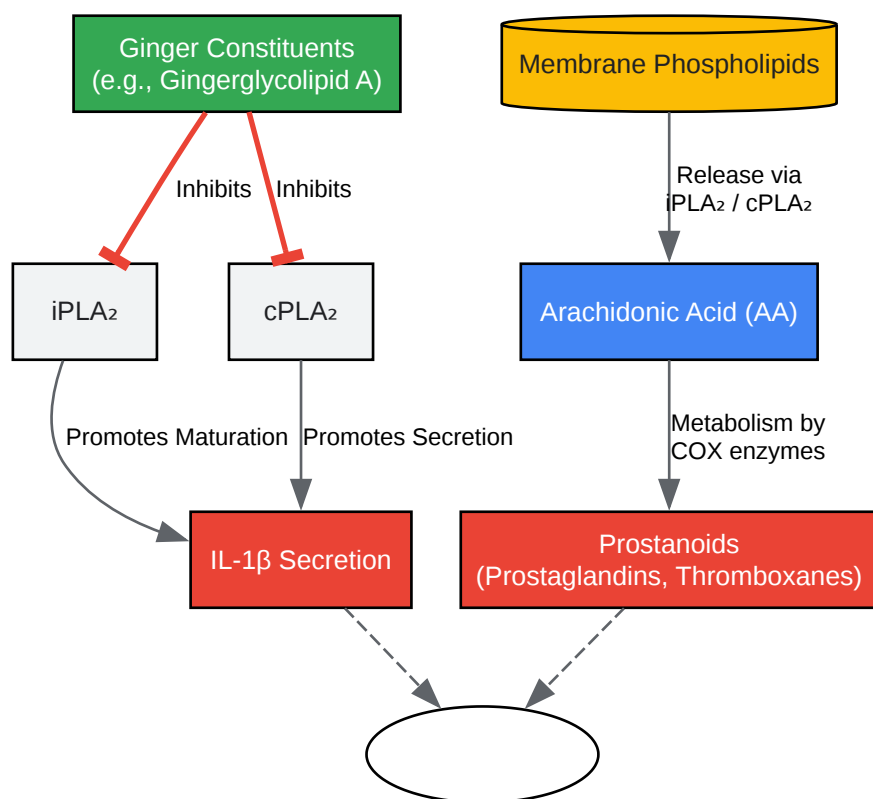 Ginger Constituents
(e.g., Gingerglycolipid A)
Membrane Phospholipids
Inhibits
Inhibits
Release via
iPLA₂ / cPLA₂
iPLA₂
cPLA₂
Arachidonic Acid (AA)
Promotes Maturation
Promotes Secretion
Metabolism by
COX enzymes
IL-1β Secretion
Prostanoids
(Prostaglandins, Thromboxanes)